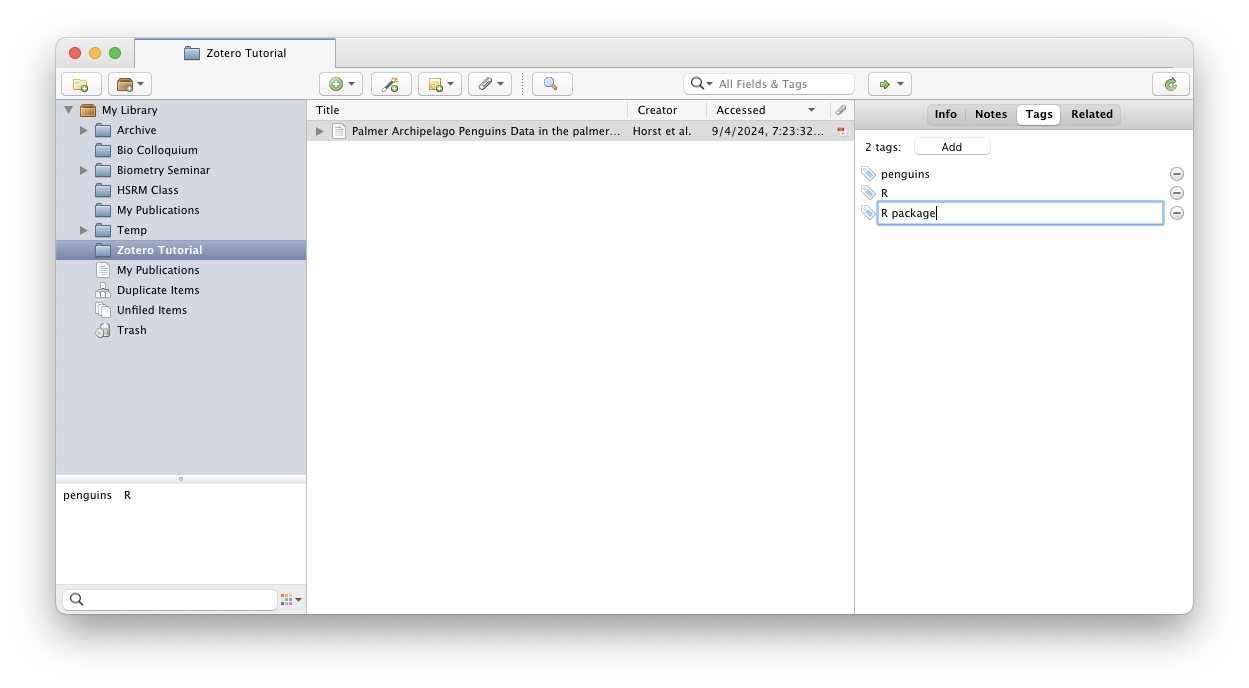 Zotero Tutorial
All Fields & Tags
My Library
Archive
Bio Colloquium
Biometry Seminar
HSRM Class
My Publications
Temp
Zotero Tutorial
My Publications
Duplicate Items
Unfiled Items
Trash
penguins R
Title Creator Accessed
Palmer Archipelago Penguins Data in the palmer... Horst et al. 9/4/2024, 7:23:32...
Info Notes Tags Related
2 tags: Add
penguins
R
R package